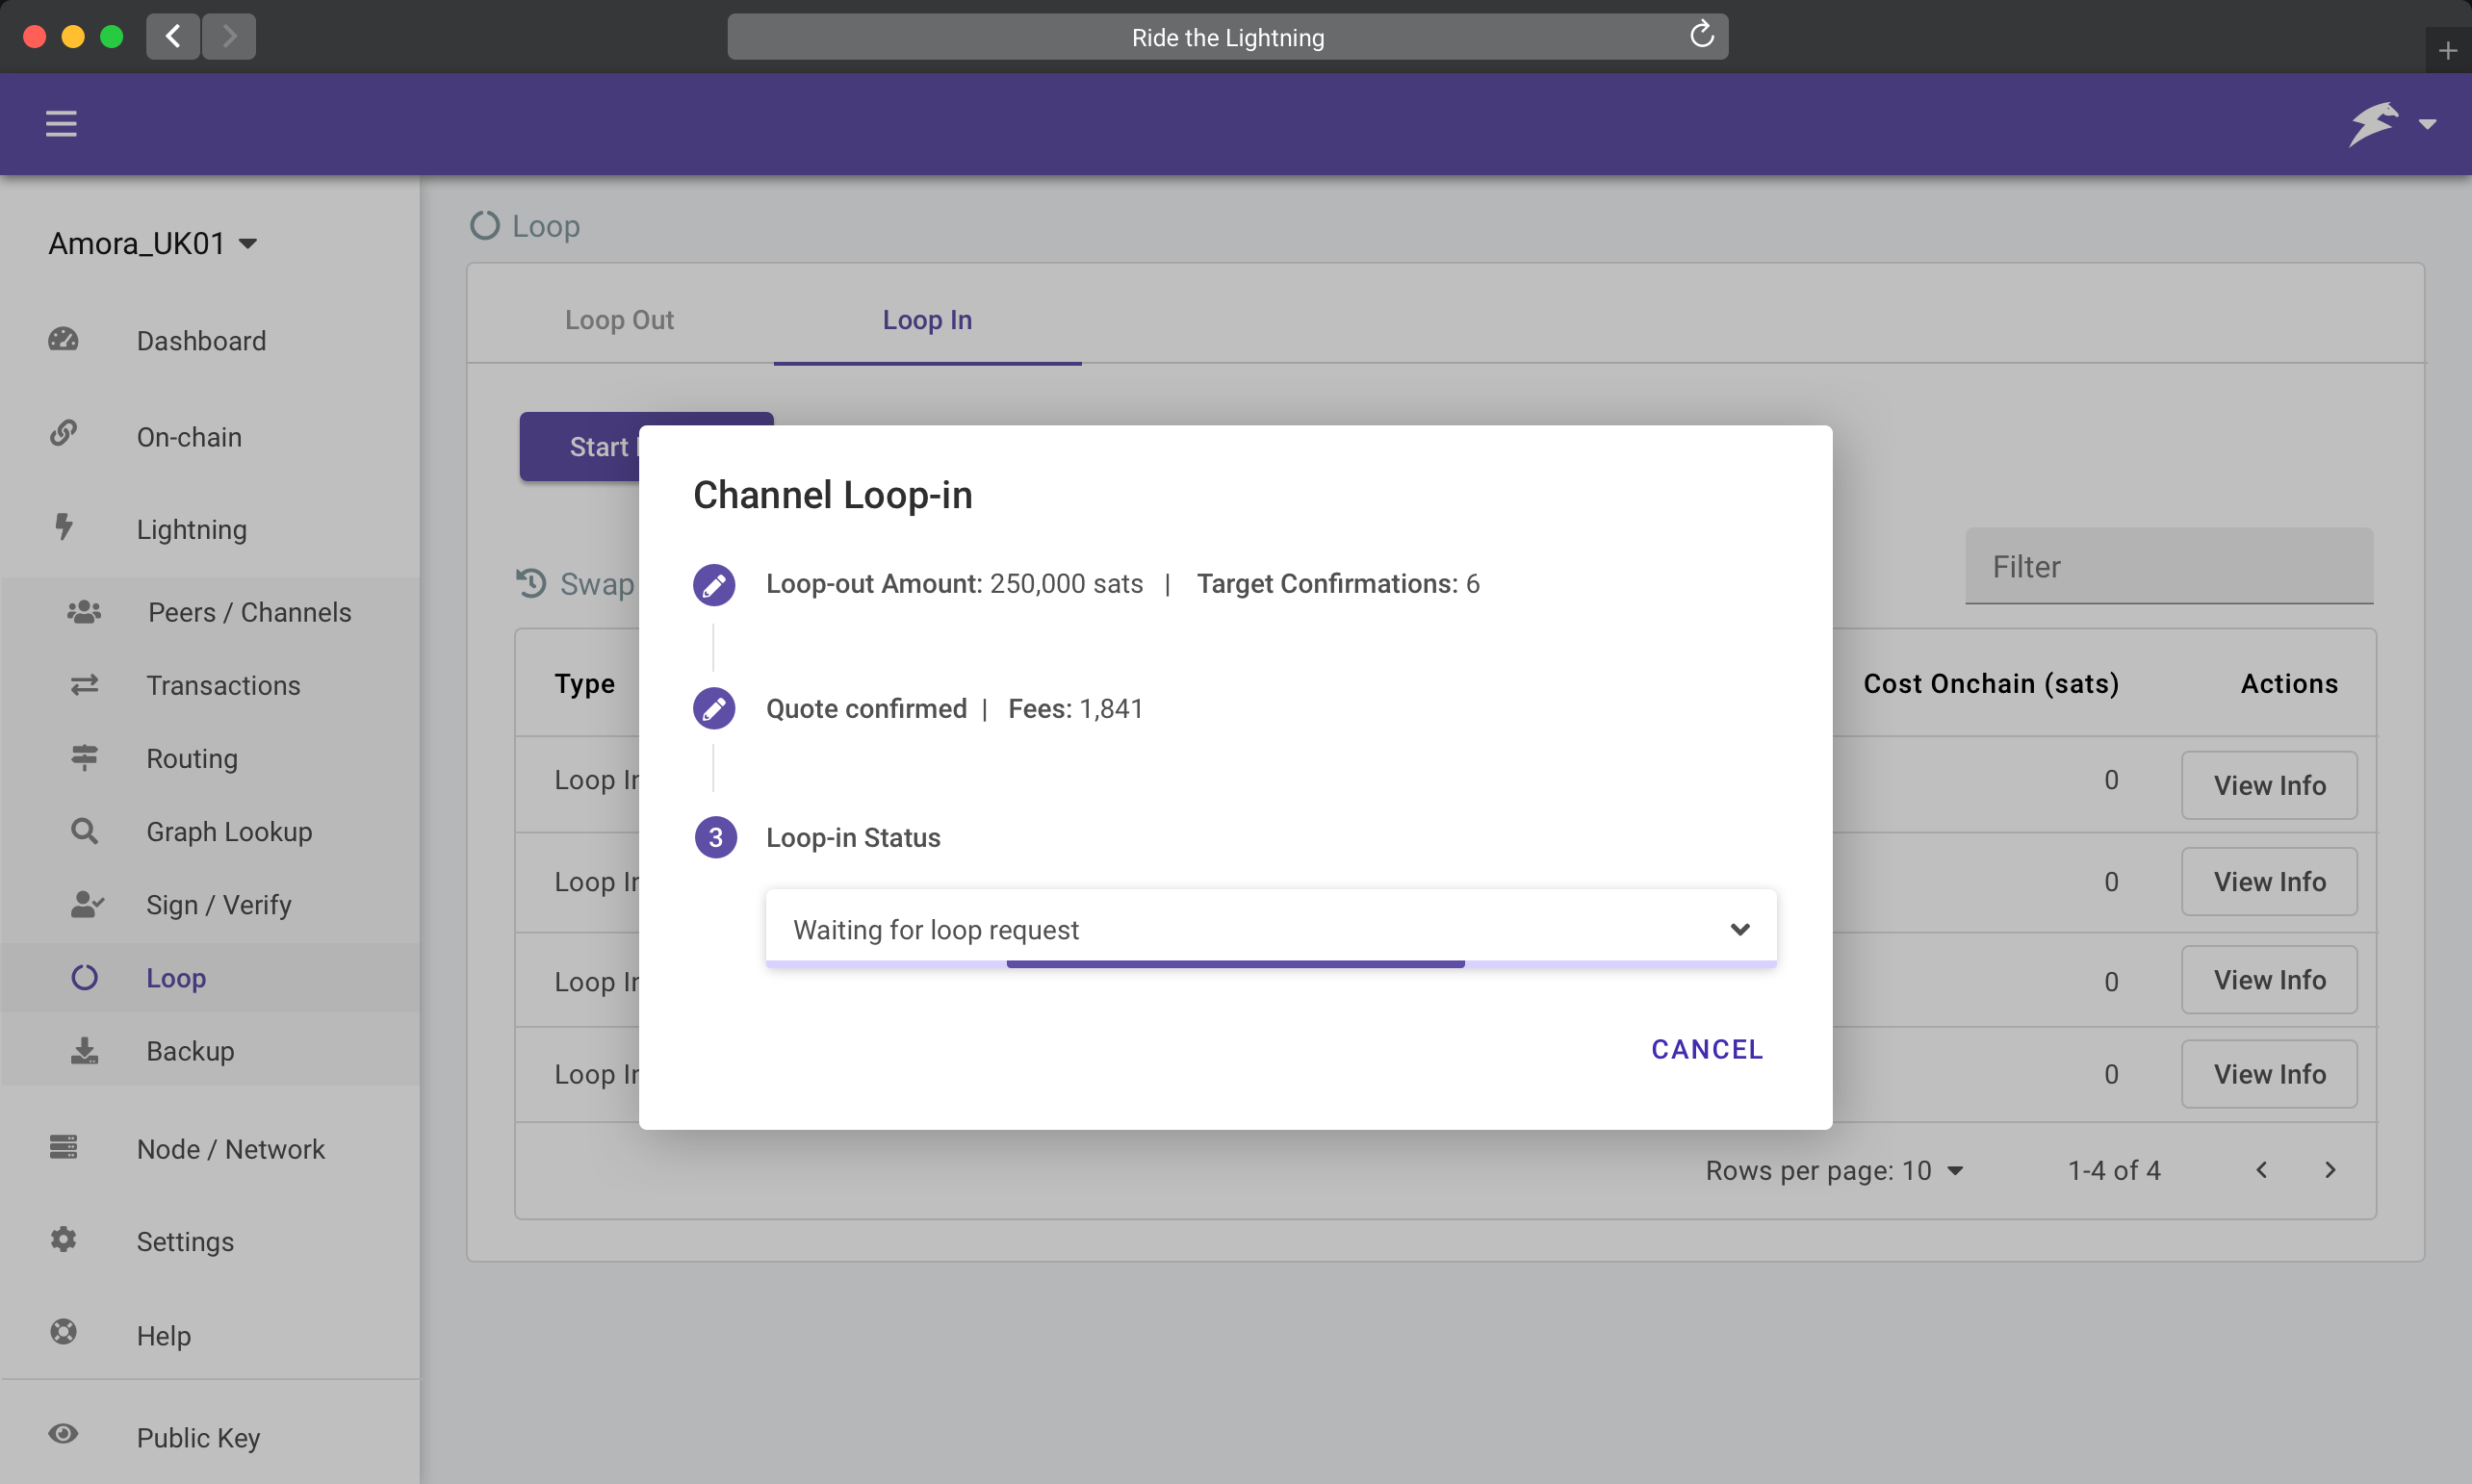 Ride the Lightning
Amora_UK01
Dashboard
On-chain
Lightning
Peers / Channels
Transactions
Routing
Graph Lookup
Sign / Verify
Loop
Backup
Node / Network
Settings
Help
Public Key
Loop
Loop Out
Loop In
Start
Swap
Filter
Type
Cost Onchain (sats)
Actions
Loop
0
View Info
Loop
0
View Info
Loop
0
View Info
Loop
0
View Info
Rows per page: 10
1-4 of 4
Channel Loop-in
Loop-out Amount: 250,000 sats | Target Confirmations: 6
Quote confirmed | Fees: 1,841
3 Loop-in Status
Waiting for loop request
CANCEL